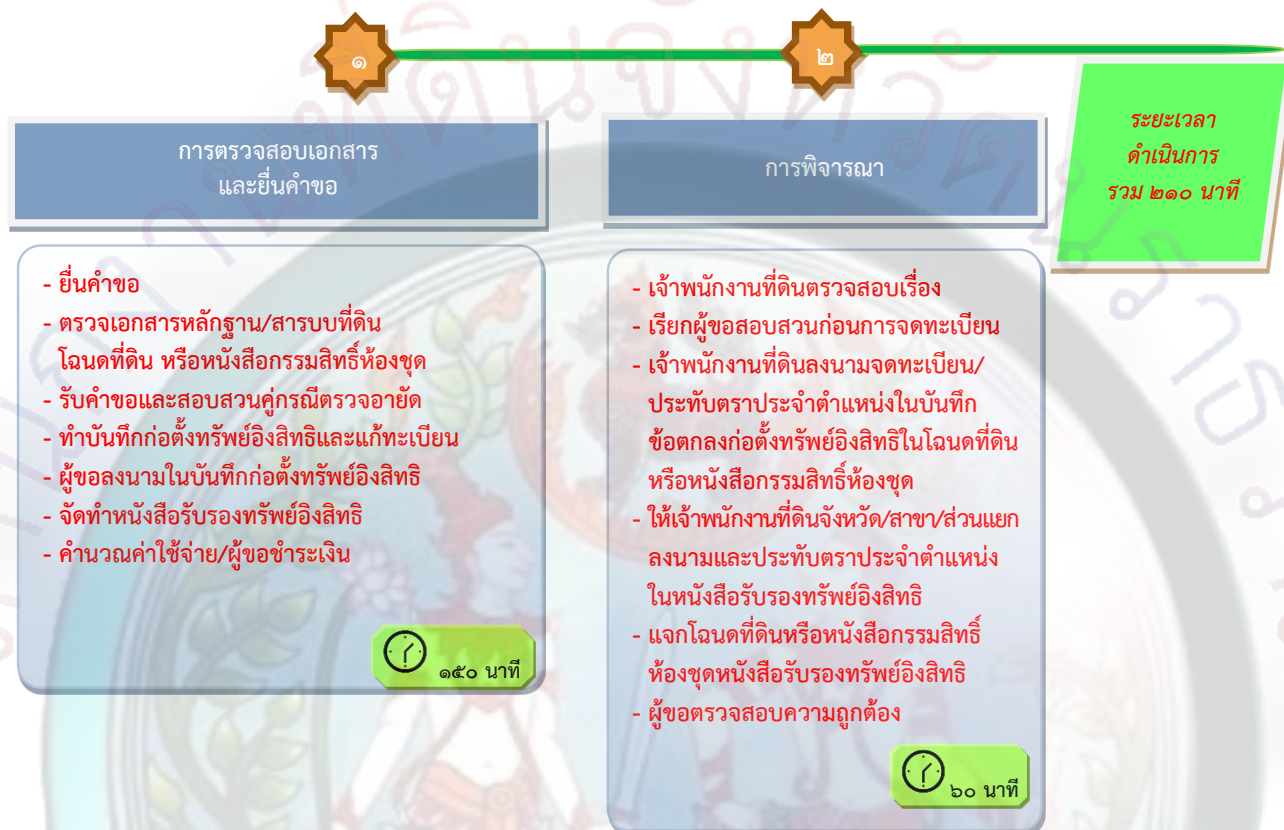 ๑
๒
การตรวจสอบเอกสาร
และยื่นคำขอ
การพิจารณา
ระยะเวลา
ดำเนินการ
รวม ๒๑๐ นาที
- ยื่นคำขอ
- ตรวจเอกสารหลักฐาน/สารบบที่ดิน
โฉนดที่ดิน หรือหนังสือกรรมสิทธิ์ห้องชุด
- รับคำขอและสอบสวนคู่กรณีตรวจอายัด
- ทำบันทึกก่อตั้งทรัพย์อิงสิทธิและแก้ทะเบียน
- ผู้ขอลงนามในบันทึกก่อตั้งทรัพย์อิงสิทธิ
- จัดทำหนังสือรับรองทรัพย์อิงสิทธิ
- คำนวณค่าใช้จ่าย/ผู้ขอชำระเงิน
๑๕๐ นาที
- เจ้าพนักงานที่ดินตรวจสอบเรื่อง
- เรียกผู้ขอสอบสวนก่อนการจดทะเบียน
- เจ้าพนักงานที่ดินลงนามจดทะเบียน/
ประทับตราประจำตำแหน่งในบันทึก
ข้อตกลงก่อตั้งทรัพย์อิงสิทธิในโฉนดที่ดิน
หรือหนังสือกรรมสิทธิ์ห้องชุด
- ให้เจ้าพนักงานที่ดินจังหวัด/สาขา/ส่วนแยก
ลงนามและประทับตราประจำตำแหน่ง
ในหนังสือรับรองทรัพย์อิงสิทธิ
- แจกโฉนดที่ดินหรือหนังสือกรรมสิทธิ์
ห้องชุดหนังสือรับรองทรัพย์อิงสิทธิ
- ผู้ขอตรวจสอบความถูกต้อง
๖๐ นาที